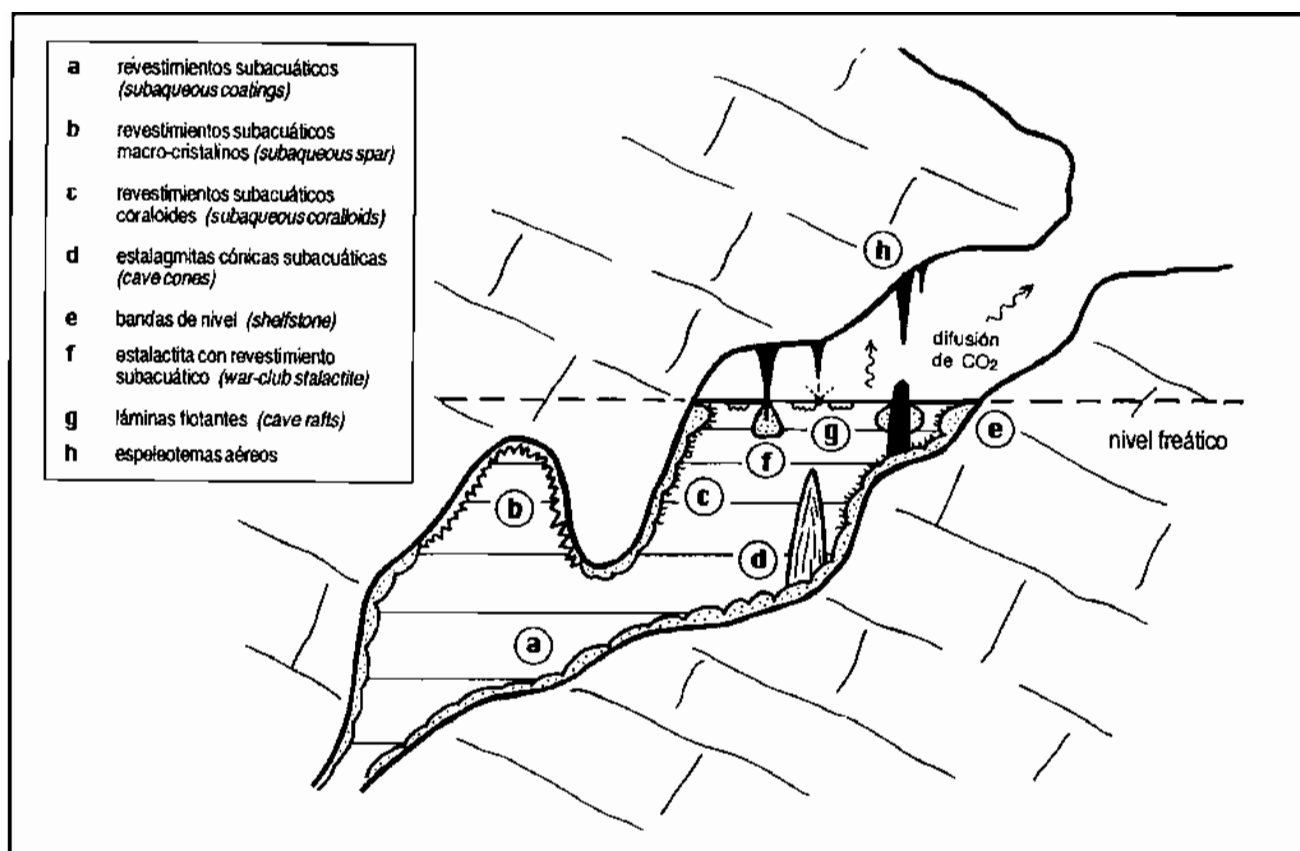 a revestimientos subacuáticos
(subaqueous coatings)
b revestimientos subacuáticos
macro-cristalinos (subaqueous spar)
c revestimientos subacuáticos
coraloides (subaqueous coralloids)
d estalagmitas cónicas subacuáticas
(cave cones)
e bandas de nivel (shelfstone)
f estalactita con revestimiento
subacuático (war-club stalactite)
g láminas flotantes (cave rafts)
h espeleotemas aéreos
h
difusión
de CO2
g
e
nivel freático
f
c
b
d
a